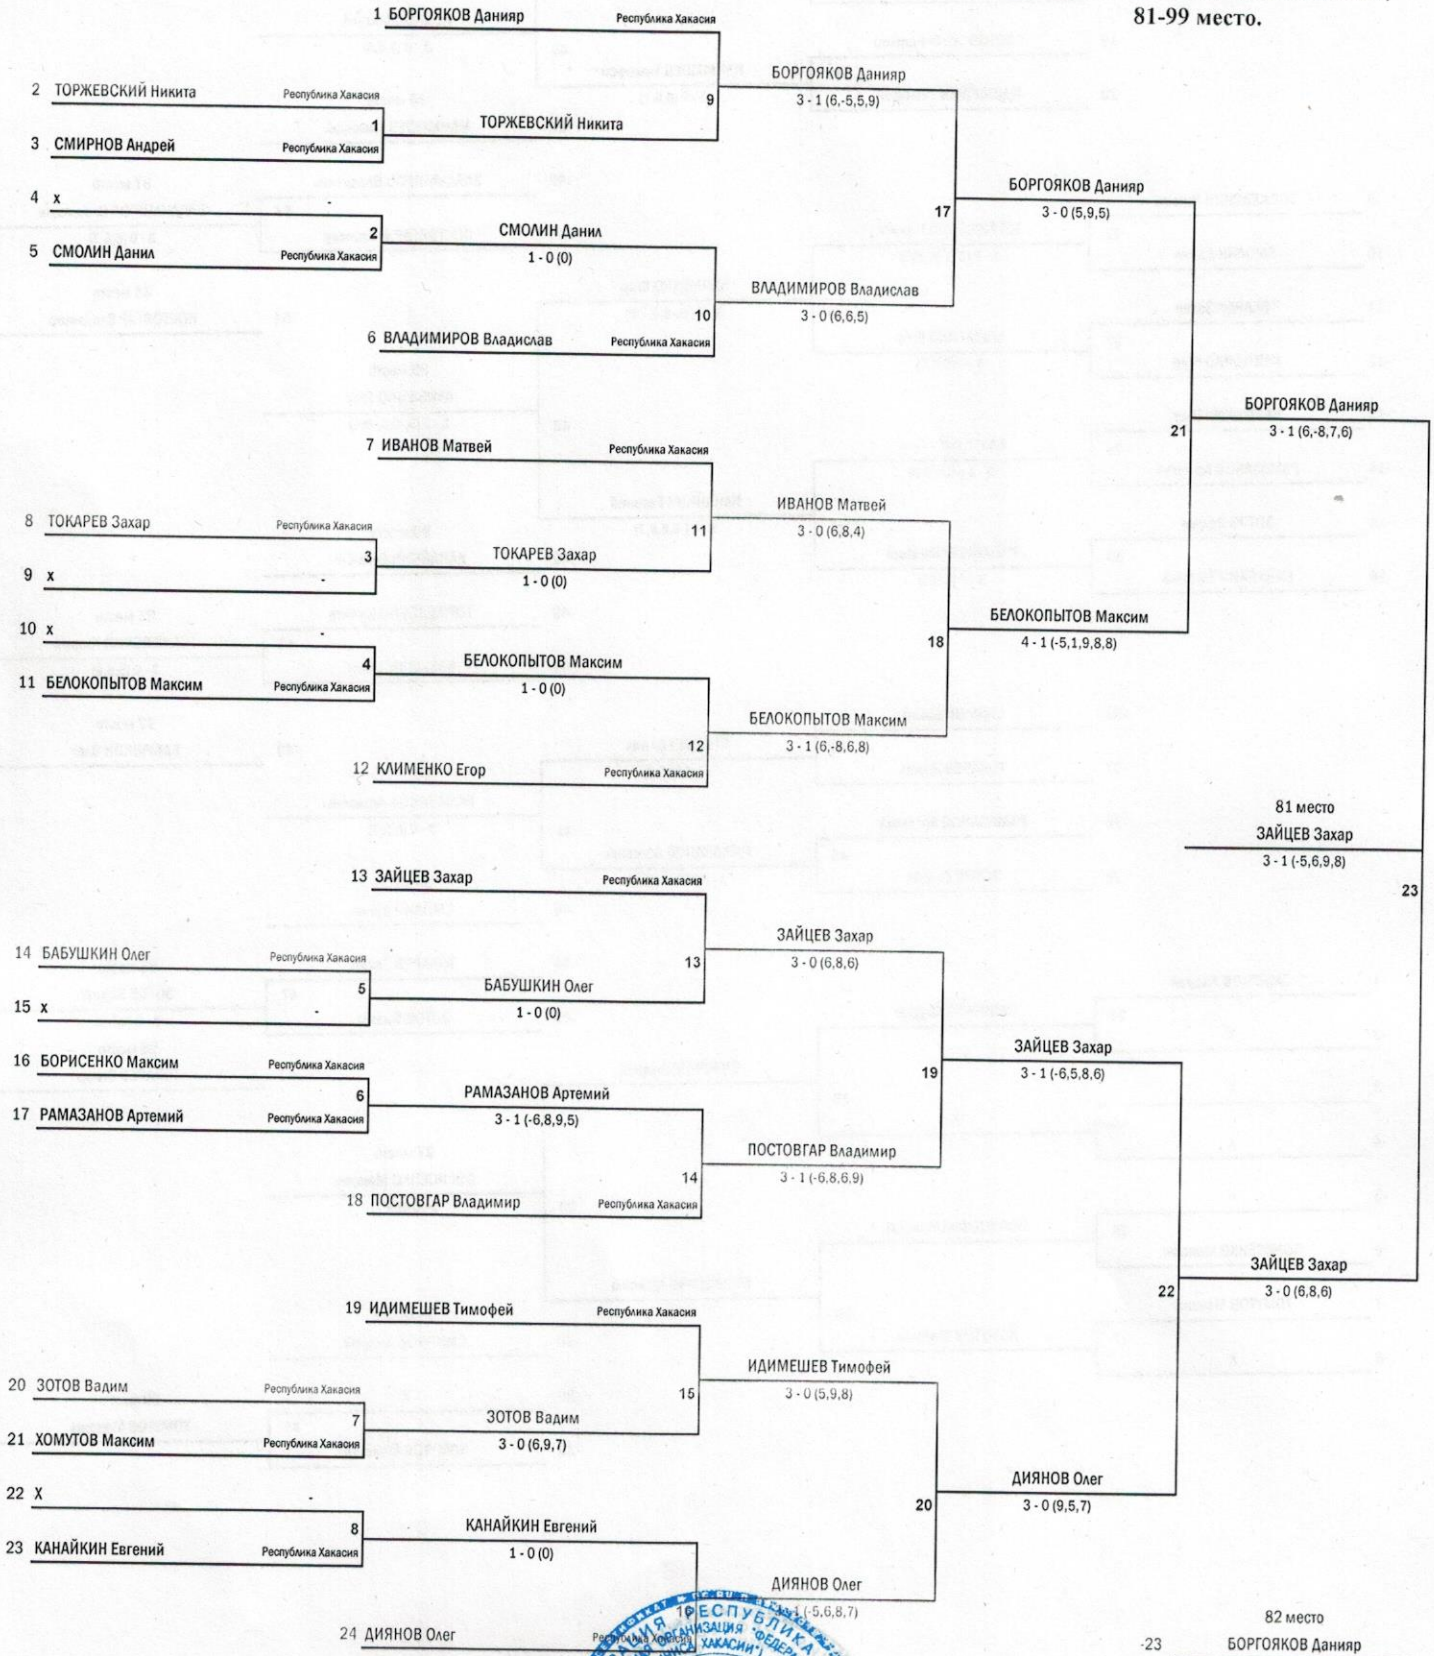 81-99 место.
1 БОРГОЯКОВ Данияр Республика Хакасия
БОРГОЯКОВ Данияр
2 ТОРЖЕВСКИЙ Никита Республика Хакасия
9 3 - 1 (6,-5,5,9)
1 ТОРЖЕВСКИЙ Никита
3 СМИРНОВ Андрей Республика Хакасия
БОРГОЯКОВ Данияр
4 х -
17 3 - 0 (5,9,5)
2 СМОЛИН Данил
5 СМОЛИН Данил Республика Хакасия
1 - 0 (0)
ВЛАДИМИРОВ Владислав
10 3 - 0 (6,6,5)
6 ВЛАДИМИРОВ Владислав Республика Хакасия
БОРГОЯКОВ Данияр
21 3 - 1 (6,-8,7,6)
7 ИВАНОВ Матвей Республика Хакасия
ИВАНОВ Матвей
8 ТОКАРЕВ Захар Республика Хакасия
11 3 - 0 (6,8,4)
3 ТОКАРЕВ Захар
9 х -
1 - 0 (0)
БЕЛОКОПЫТОВ Максим
10 х -
18 4 - 1 (-5,1,9,8,8)
4 БЕЛОКОПЫТОВ Максим
11 БЕЛОКОПЫТОВ Максим Республика Хакасия
1 - 0 (0)
БЕЛОКОПЫТОВ Максим
12 3 - 1 (6,-8,6,8)
12 КЛИМЕНКО Егор Республика Хакасия
81 место
ЗАЙЦЕВ Захар
3 - 1 (-5,6,9,8)
23
13 ЗАЙЦЕВ Захар Республика Хакасия
ЗАЙЦЕВ Захар
14 БАБУШКИН Олег Республика Хакасия
13 3 - 0 (6,8,6)
5 БАБУШКИН Олег
15 х -
1 - 0 (0)
ЗАЙЦЕВ Захар
16 БОРИСЕНКО Максим Республика Хакасия
19 3 - 1 (-6,5,8,6)
6 РАМАЗАНОВ Артемий
17 РАМАЗАНОВ Артемий Республика Хакасия
3 - 1 (-6,8,9,5)
ПОСТОВГАР Владимир
14 3 - 1 (-6,8,6,9)
18 ПОСТОВГАР Владимир Республика Хакасия
ЗАЙЦЕВ Захар
22 3 - 0 (6,8,6)
19 ИДИМЕШЕВ Тимофей Республика Хакасия
ИДИМЕШЕВ Тимофей
20 ЗОТОВ Вадим Республика Хакасия
15 3 - 0 (5,9,8)
7 ЗОТОВ Вадим
21 ХОМУТОВ Максим Республика Хакасия
3 - 0 (6,9,7)
ДИЯНОВ Олег
22 Х -
20 3 - 0 (9,5,7)
8 КАНАЙКИН Евгений
23 КАНАЙКИН Евгений Республика Хакасия
1 - 0 (0)
ДИЯНОВ Олег
16 1 (-5,6,8,7)
24 ДИЯНОВ Олег Республика Хакасия
82 место
-23 БОРГОЯКОВ Данияр
РЕСПУБЛИКА
ОРГАНИЗАЦИЯ
ХАКАСИИ"